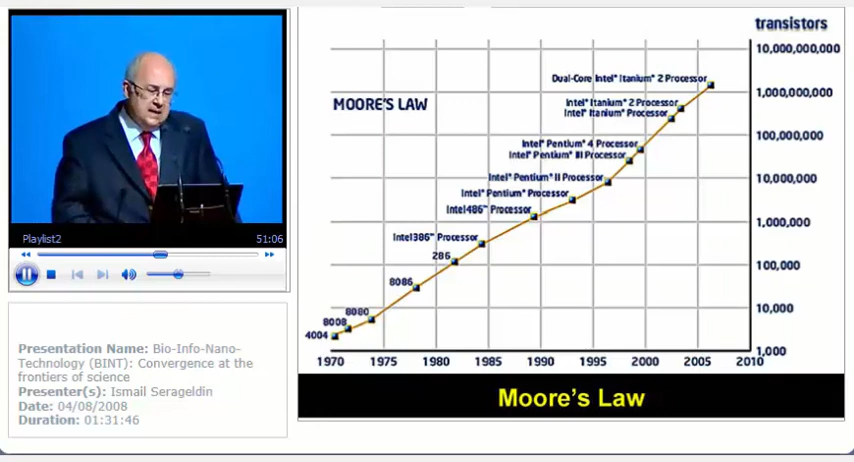 Playlist2 51:06
Presentation Name: Bio-Info-Nano-
Technology (BINT): Convergence at the
frontiers of science
Presenter(s): Ismail Serageldin
Date: 04/08/2008
Duration: 01:31:46
transistors
MOORE'S LAW
10,000,000,000
1,000,000,000
100,000,000
10,000,000
1,000,000
100,000
10,000
1,000
Dual-Core Intel® Itanium® 2 Processor
Intel® Itanium® 2 Processor
Intel® Itanium® Processor
Intel® Pentium® 4 Processor
Intel® Pentium® III Processor
Intel® Pentium® II Processor
Intel® Pentium® Processor
Intel486™ Processor
Intel386™ Processor
286
8086
8080
8008
4004
1970 1975 1980 1985 1990 1995 2000 2005 2010
Moore's Law